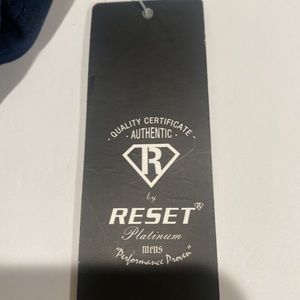 - QUALITY CERTIFICATE -
- AUTHENTIC -
R
by
RESET®
Platinum
mens
"Performance Proven"